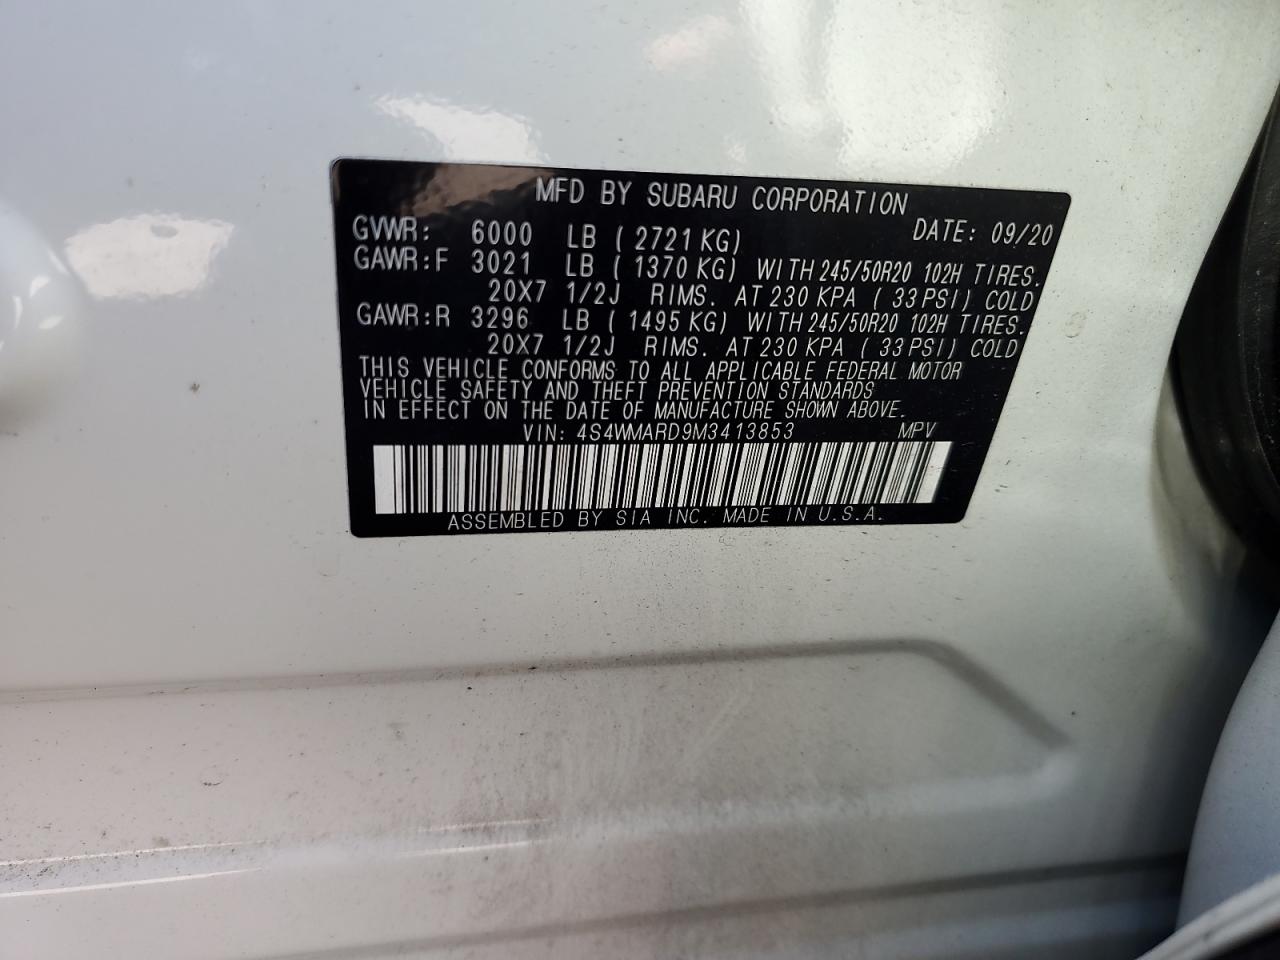 MFD BY SUBARU CORPORATION
GVWR: 6000 LB ( 2721 KG) DATE: 09/20
GAWR:F 3021 LB ( 1370 KG) WITH 245/50R20 102H TIRES.
20X7 1/2J RIMS. AT 230 KPA ( 33 PSI) COLD
GAWR:R 3296 LB ( 1495 KG) WITH 245/50R20 102H TIRES.
20X7 1/2J RIMS. AT 230 KPA ( 33 PSI) COLD
THIS VEHICLE CONFORMS TO ALL APPLICABLE FEDERAL MOTOR
VEHICLE SAFETY AND THEFT PREVENTION STANDARDS
IN EFFECT ON THE DATE OF MANUFACTURE SHOWN ABOVE.
VIN: 4S4WMARD9M3413853 MPV
ASSEMBLED BY SIA INC. MADE IN U.S.A.